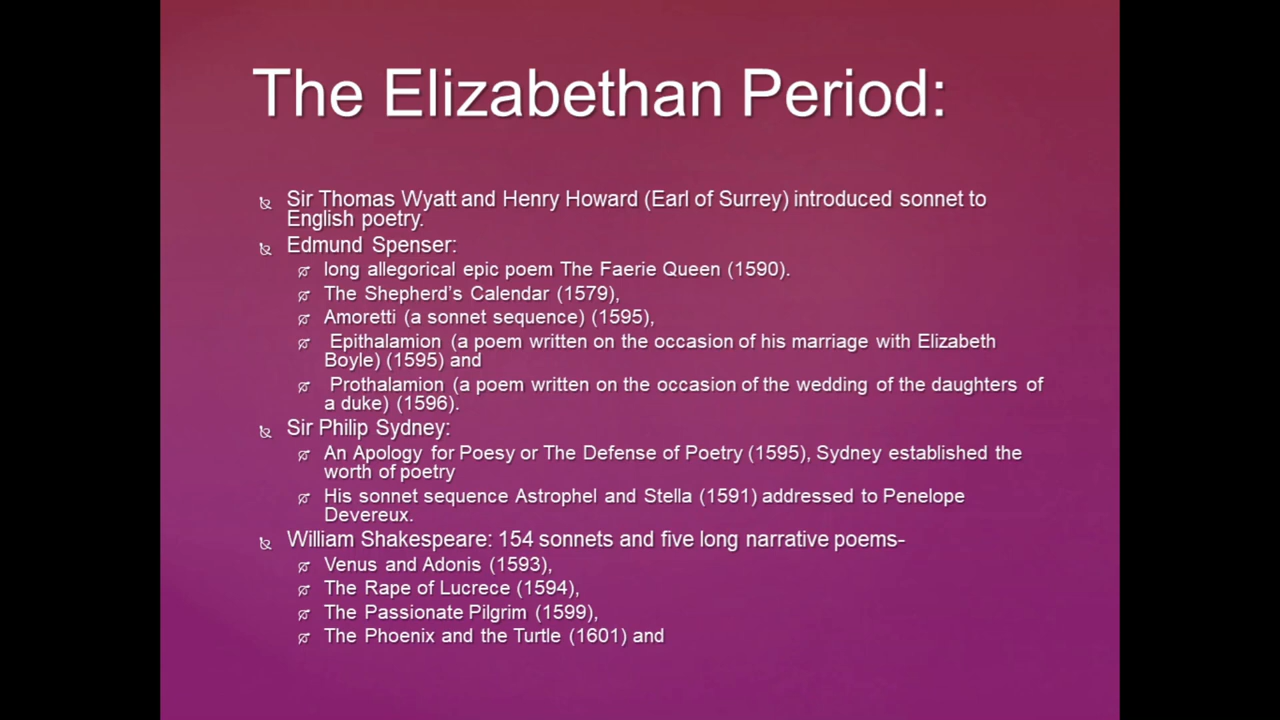 The Elizabethan Period:
Sir Thomas Wyatt and Henry Howard (Earl of Surrey) introduced sonnet to
English poetry.
Edmund Spenser:
long allegorical epic poem The Faerie Queen (1590).
The Shepherd's Calendar (1579),
Amoretti (a sonnet sequence) (1595),
Epithalamion (a poem written on the occasion of his marriage with Elizabeth
Boyle) (1595) and
Prothalamion (a poem written on the occasion of the wedding of the daughters of
a duke) (1596).
Sir Philip Sydney:
An Apology for Poesy or The Defense of Poetry (1595), Sydney established the
worth of poetry
His sonnet sequence Astrophel and Stella (1591) addressed to Penelope
Devereux.
William Shakespeare: 154 sonnets and five long narrative poems-
Venus and Adonis (1593),
The Rape of Lucrece (1594),
The Passionate Pilgrim (1599),
The Phoenix and the Turtle (1601) and